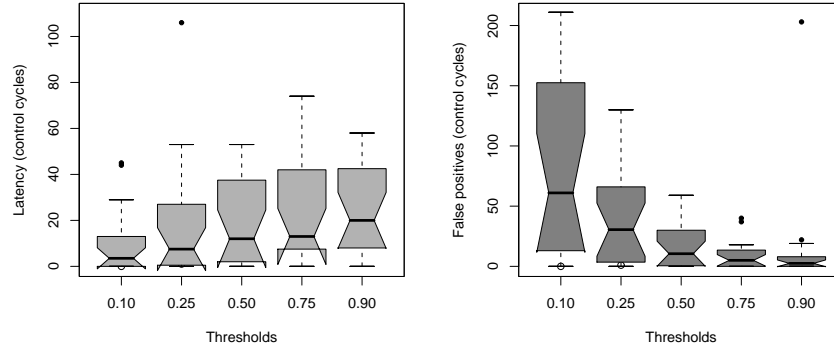 Latency (control cycles)
0 20 40 60 80 100
0.10 0.25 0.50 0.75 0.90
Thresholds
False positives (control cycles)
0 50 100 150 200
0.10 0.25 0.50 0.75 0.90
Thresholds